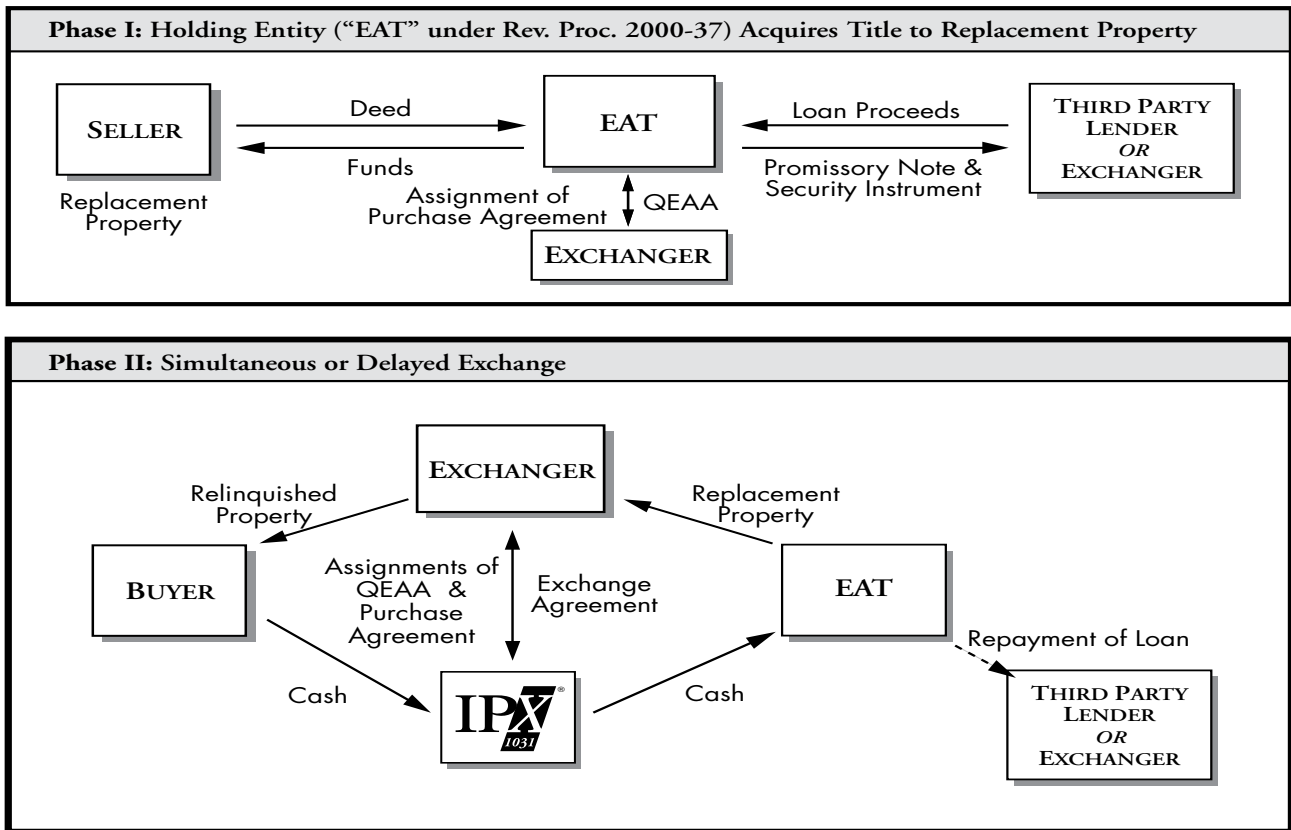 Phase I: Holding Entity (“EAT” under Rev. Proc. 2000-37) Acquires Title to Replacement Property
SELLER
Replacement
Property
Deed
Funds
EAT
Assignment of
Purchase Agreement
QEAA
EXCHANGER
Loan Proceeds
Promissory Note &
Security Instrument
THIRD PARTY
LENDER
OR
EXCHANGER
Phase II: Simultaneous or Delayed Exchange
EXCHANGER
Relinquished
Property
Replacement
Property
BUYER
Assignments of
QEAA &
Purchase
Agreement
Exchange
Agreement
EAT
Repayment of Loan
Cash
IPX®
1031
Cash
THIRD PARTY
LENDER
OR
EXCHANGER